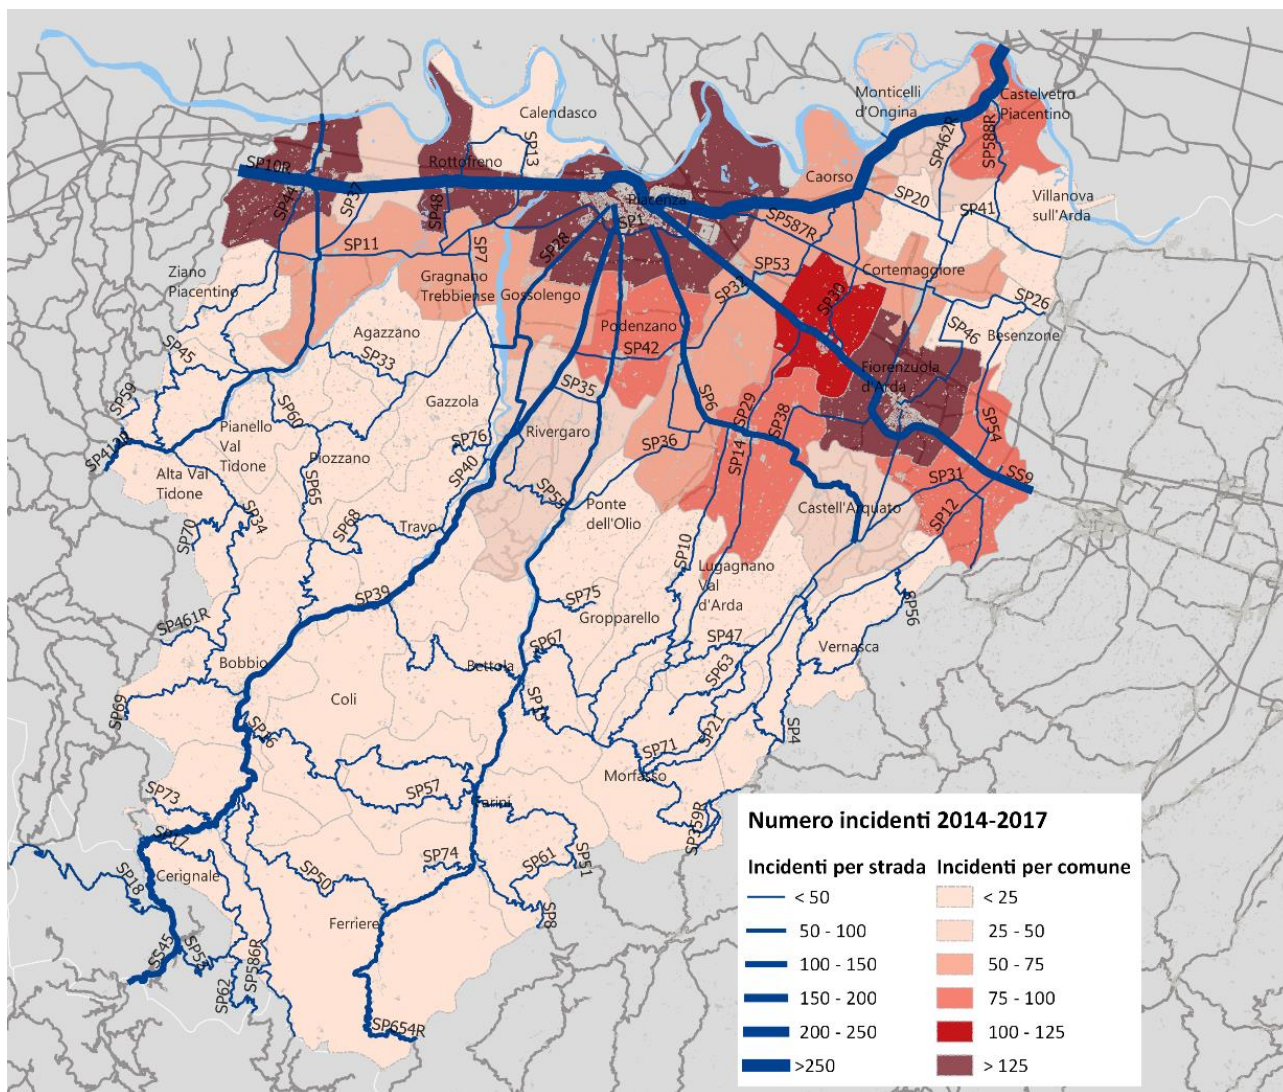 Monticelli
d'Ongina
Castelvetro
Piacentino
Calendasco
SP13
SP462R
SP588R
SP10R
Rottofreno
SP44
SP37
SP48
Caorso
Piacenza
SP20
SP41
Villanova
sull'Arda
SP1
SP587R
SP28
SP11
SP7
SP53
Cortemaggiore
Ziano
Piacentino
Gragnano
Trebbiense
Gossolengo
SP32
SP30
SP26
SP46
Besenzone
Agazzano
Podenzano
SP42
SP45
SP33
Fiorenzuola
d'Arda
SP59
SP60
Gazzola
SP35
SP6
SP29
SP38
SP54
Pianello
Val
Tidone
SP76
Rivergaro
SP36
SP14
SP412R
Piozzano
SP40
SP31
SS9
Alta Val
Tidone
SP65
SP55
Ponte
dell'Olio
Castell'Arquato
SP12
SP34
SP70
SP68
Travo
SP10
Lugagnano
Val
d'Arda
SP39
SP75
Gropparello
SP56
SP461R
SP67
SP47
Vernasca
Bobbio
Bettola
SP63
Coli
SP69
SP15
SP21
SP4
SP16
SP71
Morfasso
SP73
SP57
Farini
SP359R
SP17
SP18
Cerignale
SP50
SP74
SP61
SP51
Ferriere
SP8
SS45
SP52
SP586R
SP62
SP654R
Numero incidenti 2014-2017
Incidenti per strada
< 50
50 - 100
100 - 150
150 - 200
200 - 250
>250
Incidenti per comune
< 25
25 - 50
50 - 75
75 - 100
100 - 125
> 125